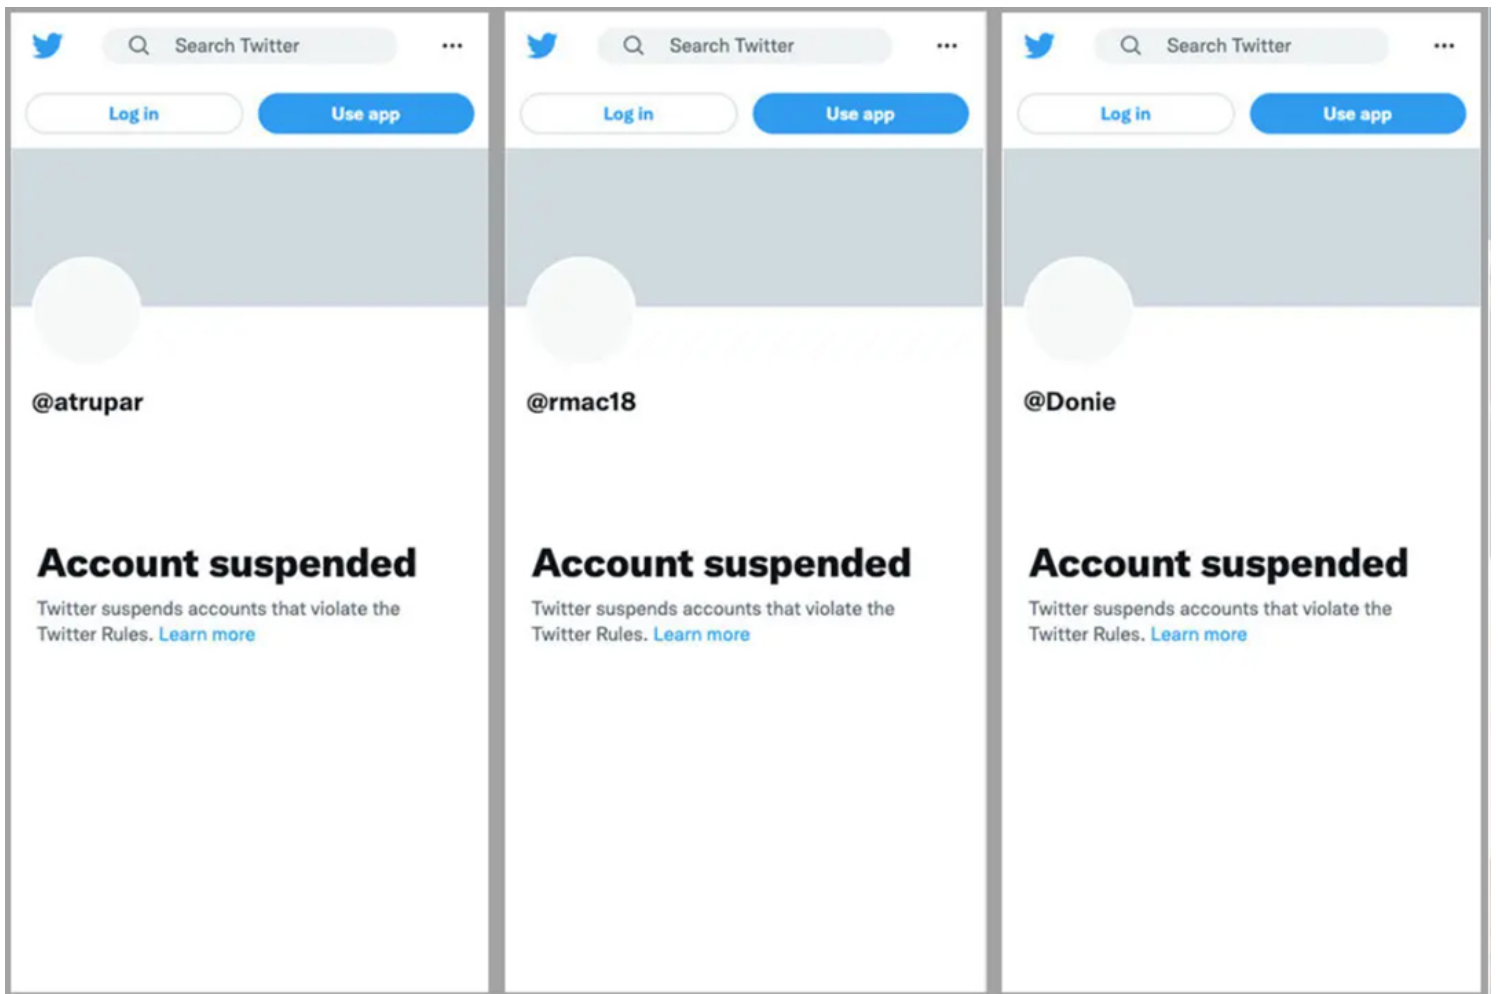 Search Twitter
Log in
Use app
@atrupar
Account suspended
Twitter suspends accounts that violate the
Twitter Rules. Learn more
Search Twitter
Log in
Use app
@rmac18
Account suspended
Twitter suspends accounts that violate the
Twitter Rules. Learn more
Search Twitter
Log in
Use app
@Donie
Account suspended
Twitter suspends accounts that violate the
Twitter Rules. Learn more